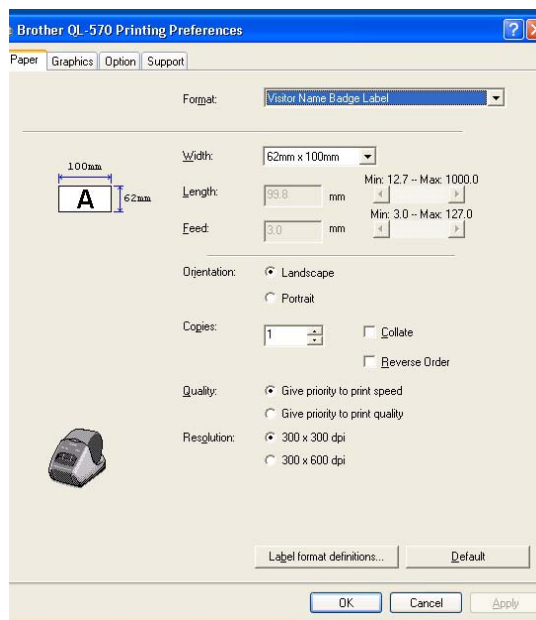 Brother QL-570 Printing Preferences
Paper Graphics Option Support
Format: Visitor Name Badge Label
Width: 62mm x 100mm
100mm
A 62mm
Length: 99.8 mm Min: 12.7 -- Max: 1000.0
Feed: 3.0 mm Min: 3.0 -- Max: 127.0
Orientation: Landscape
Portrait
Copies: 1 Collate
Reverse Order
Quality: Give priority to print speed
Give priority to print quality
Resolution: 300 x 300 dpi
300 x 600 dpi
Label format definitions... Default
OK Cancel Apply